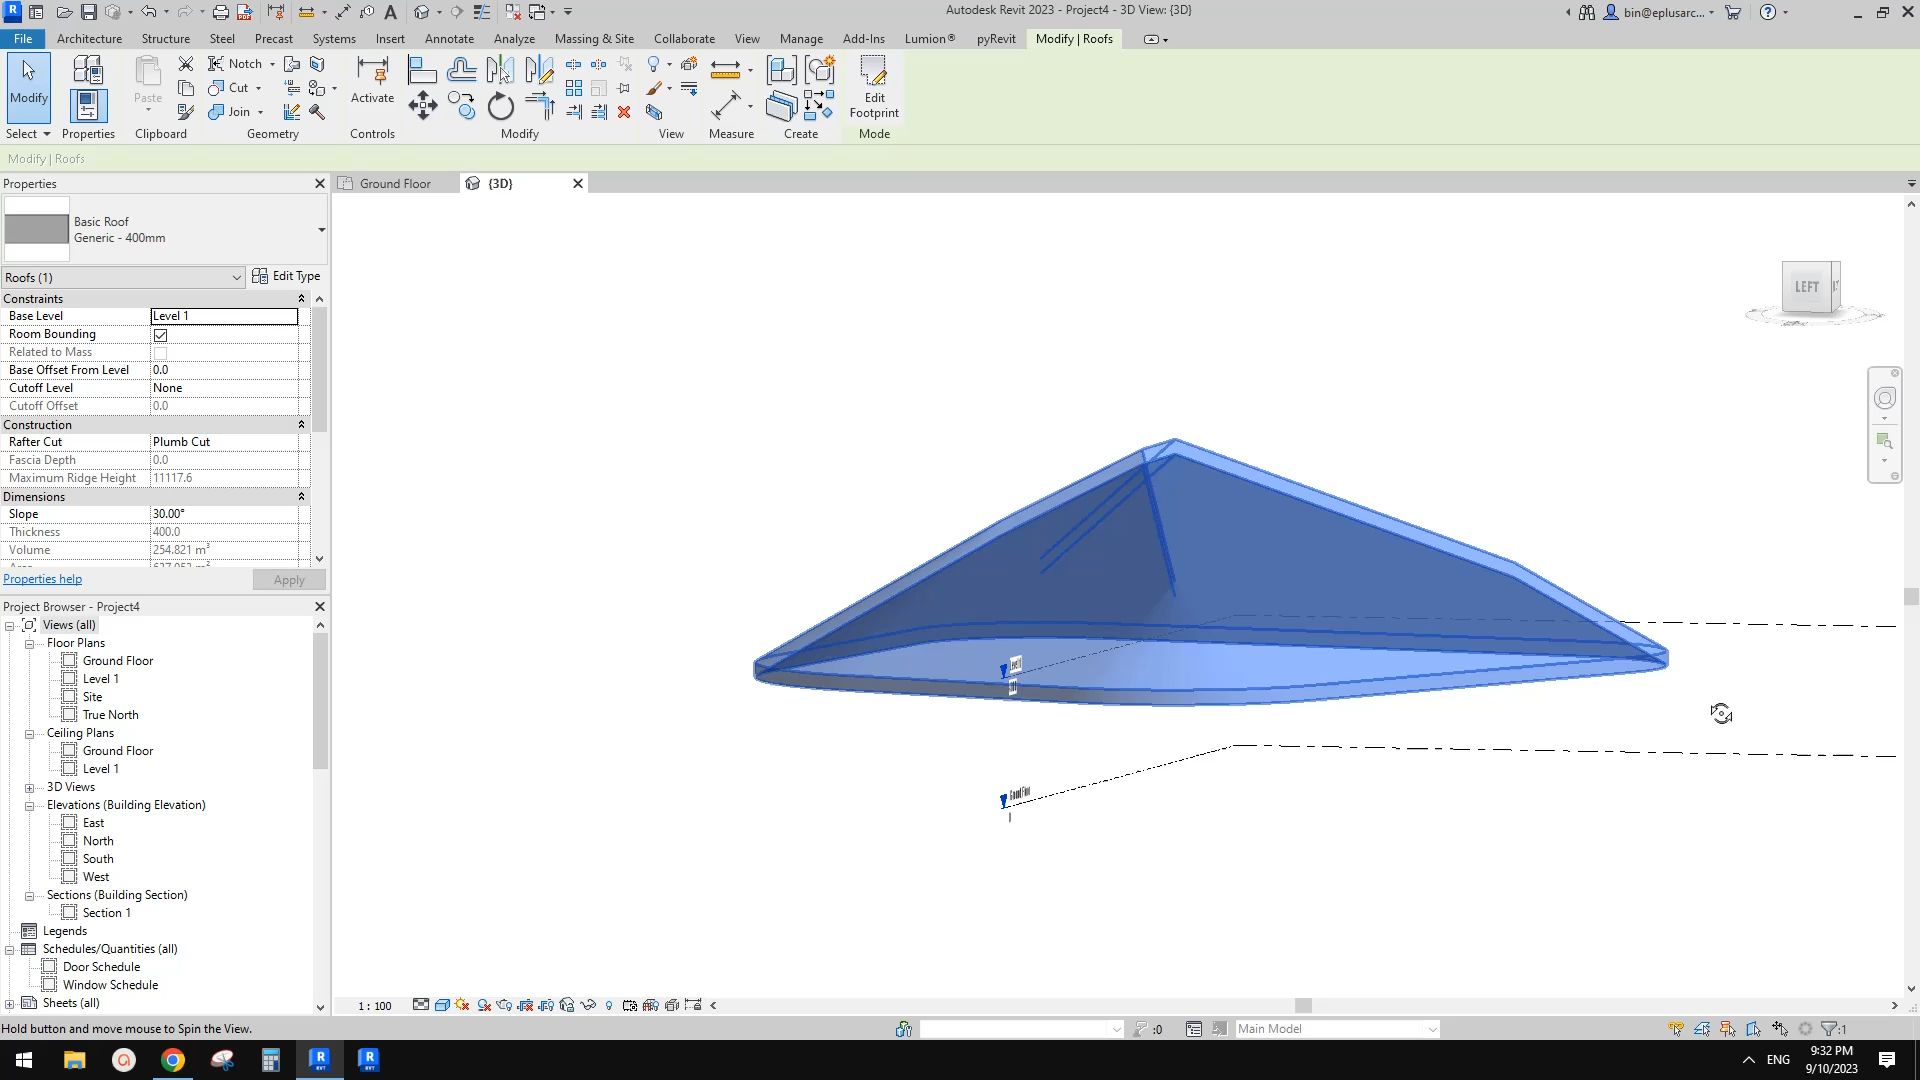 Autodesk Revit 2023 - Project4 - 3D View: {3D}
bin@eplusarc...
File
Architecture
Structure
Steel
Precast
Systems
Insert
Annotate
Analyze
Massing & Site
Collaborate
View
Manage
Add-Ins
Lumion®
pyRevit
Modify | Roofs
Modify
Paste
Notch
Cut
Join
Activate
Edit
Footprint
Select
Properties
Clipboard
Geometry
Controls
Modify
View
Measure
Create
Mode
Modify | Roofs
Properties
Ground Floor
{3D}
Basic Roof
Generic - 400mm
Roofs (1)
Edit Type
Constraints
Base Level
Level 1
Room Bounding
Related to Mass
Base Offset From Level
0.0
Cutoff Level
None
Cutoff Offset
0.0
Construction
Rafter Cut
Plumb Cut
Fascia Depth
0.0
Maximum Ridge Height
11117.6
Dimensions
Slope
30.00°
Thickness
400.0
Volume
254.821 m³
Properties help
Apply
Project Browser - Project4
Views (all)
Floor Plans
Ground Floor
Level 1
Site
True North
Ceiling Plans
Ground Floor
Level 1
3D Views
Elevations (Building Elevation)
East
North
South
West
Sections (Building Section)
Section 1
Legends
Schedules/Quantities (all)
Door Schedule
Window Schedule
Sheets (all)
LEFT
1 : 100
Hold button and move mouse to Spin the View.
:0
Main Model
:1
ENG
9:32 PM
9/10/2023